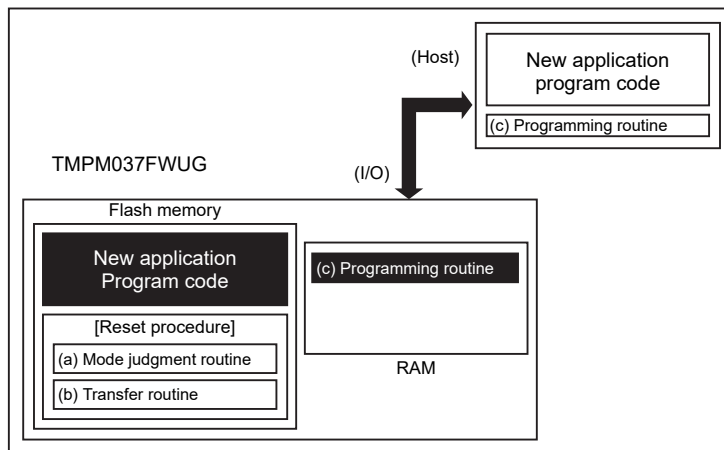 (Host)
New application
program code
(c) Programming routine
TMPM037FWUG
(I/O)
Flash memory
New application
Program code
[Reset procedure]
(a) Mode judgment routine
(b) Transfer routine
(c) Programming routine
RAM